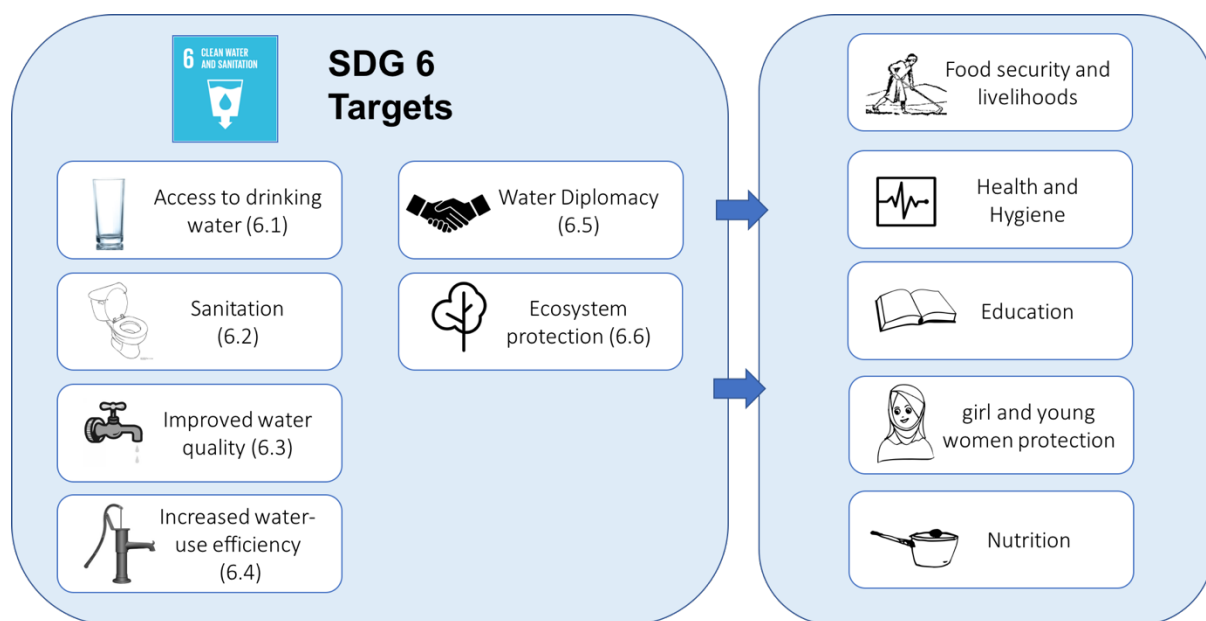 6 CLEAN WATER
AND SANITATION
SDG 6
Targets
Access to drinking
water (6.1)
Sanitation
(6.2)
Improved water
quality (6.3)
Increased water-
use efficiency
(6.4)
Water Diplomacy
(6.5)
Ecosystem
protection (6.6)
Food security and
livelihoods
Health and
Hygiene
Education
girl and young
women protection
Nutrition